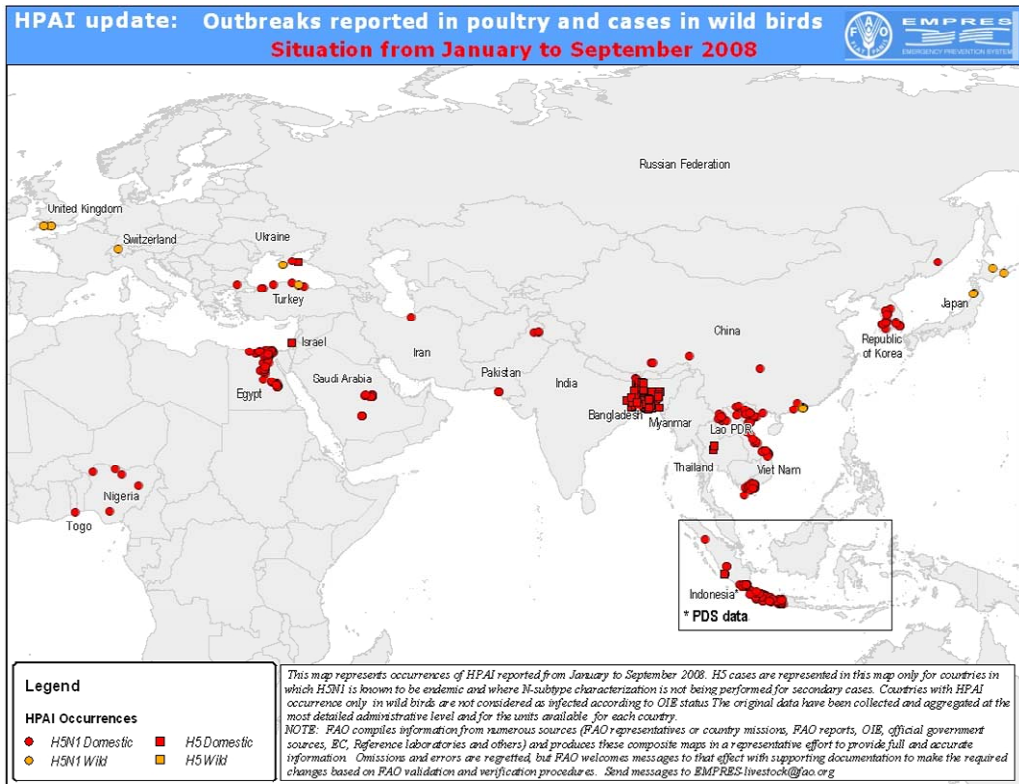 HPAI update: Outbreaks reported in poultry and cases in wild birds
Situation from January to September 2008
FAO
EMPRES
EMERGENCY PREVENTION SYSTEM
Russian Federation
United Kingdom
Switzerland
Ukraine
Turkey
Japan
China
Republic
of Korea
Israel
Iran
Egypt
Saudi Arabia
Pakistan
India
Bangladesh
Myanmar
Lao PDR
Thailand
Viet Nam
Nigeria
Togo
Indonesia*
* PDS data
Legend
HPAI Occurrences
H5N1 Domestic
H5 Domestic
H5N1 Wild
H5 Wild
This map represents occurrences of HPAI reported from January to September 2008. H5 cases are represented in this map only for countries in
which H5N1 is known to be endemic and where N-subtype characterization is not being performed for secondary cases. Countries with HPAI
occurrence only in wild birds are not considered as infected according to OIE status The original data have been collected and aggregated at the
most detailed administrative level and for the units available for each country.
NOTE: FAO compiles information from numerous sources (FAO representatives or country missions, FAO reports, OIE, official government
sources, EC, Reference laboratories and others) and produces these composite maps in a representative effort to provide full and accurate
information. Omissions and errors are regretted, but FAO welcomes messages to that effect with supporting documentation to make the required
changes based on FAO validation and verification procedures. Send messages to EMPRES-livestock@fao.org